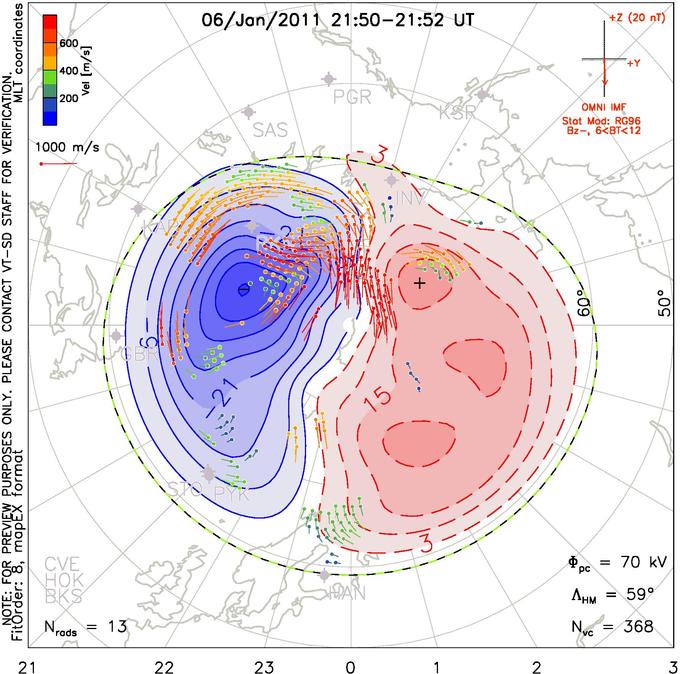 06/Jan/2011 21:50-21:52 UT
MLT coordinates
NOTE: FOR PREVIEW PURPOSES ONLY. PLEASE CONTACT VT-SD STAFF FOR VERIFICATION.
FitOrder: 8, mapEX format
600
400
200
Vel [m/s]
1000 m/s
+Z (20 nT)
+Y
OMNI IMF
Stat Mod: RG96
Bz-, 6<BT<12
PGR
KSR
SAS
INV
KAP
GBR
STO
PYK
HAN
3
15
3
21
60°
50°
CVE
HOK
BKS
Nrads = 13
Φpc = 70 kV
ΛHM = 59°
Nvc = 368
21
22
23
0
1
2
3